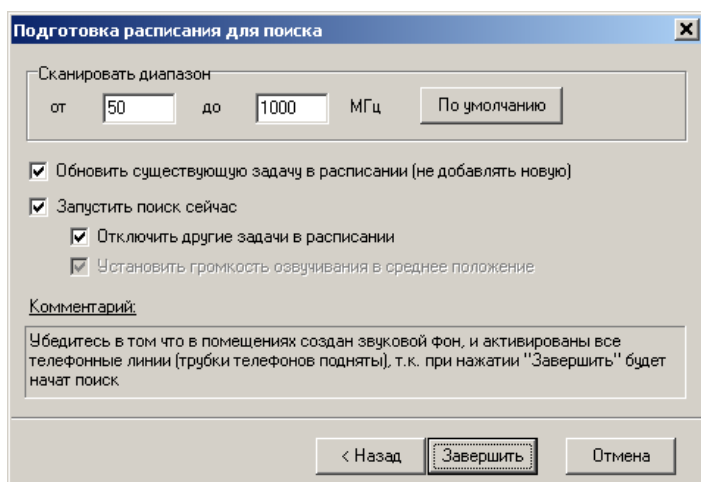 Подготовка расписания для поиска
Сканировать диапазон
от 50 до 1000 МГц По умолчанию
Обновить существующую задачу в расписании (не добавлять новую)
Запустить поиск сейчас
Отключить другие задачи в расписании
Установить громкость озвучивания в среднее положение
Комментарий:
Убедитесь в том что в помещениях создан звуковой фон, и активированы все
телефонные линии (трубки телефонов подняты), т.к. при нажатии "Завершить" будет
начат поиск
< Назад Завершить Отмена